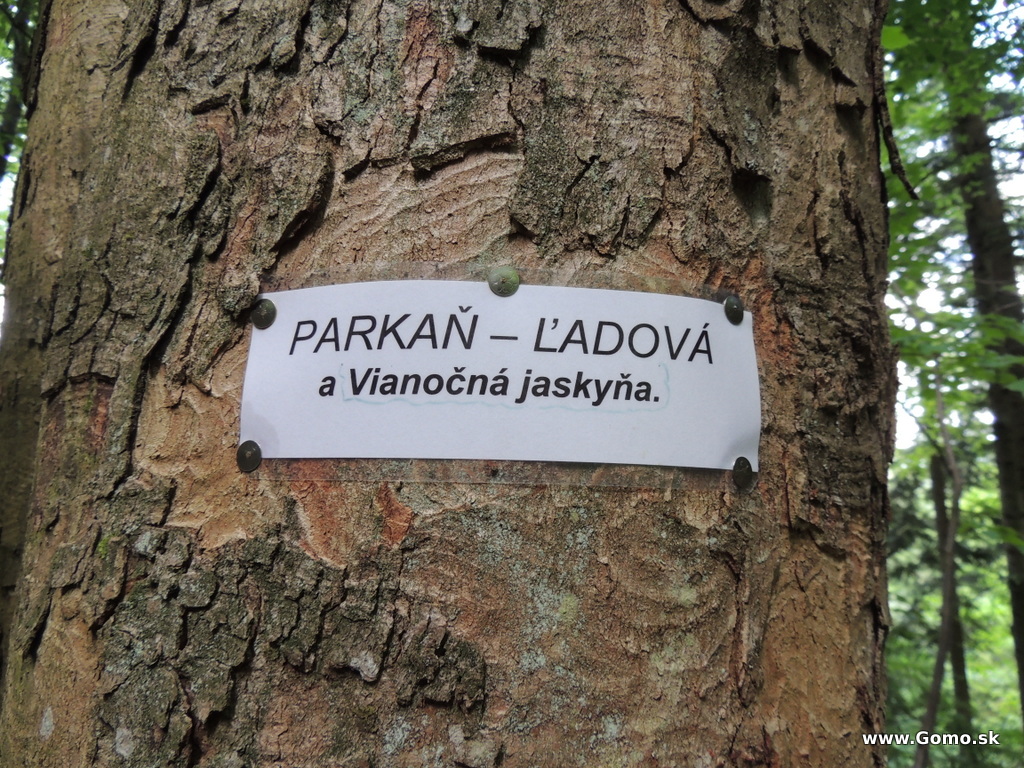 PARKAŇ – ĽADOVÁ
a Vianočná jaskyňa.
www.Gomo.sk